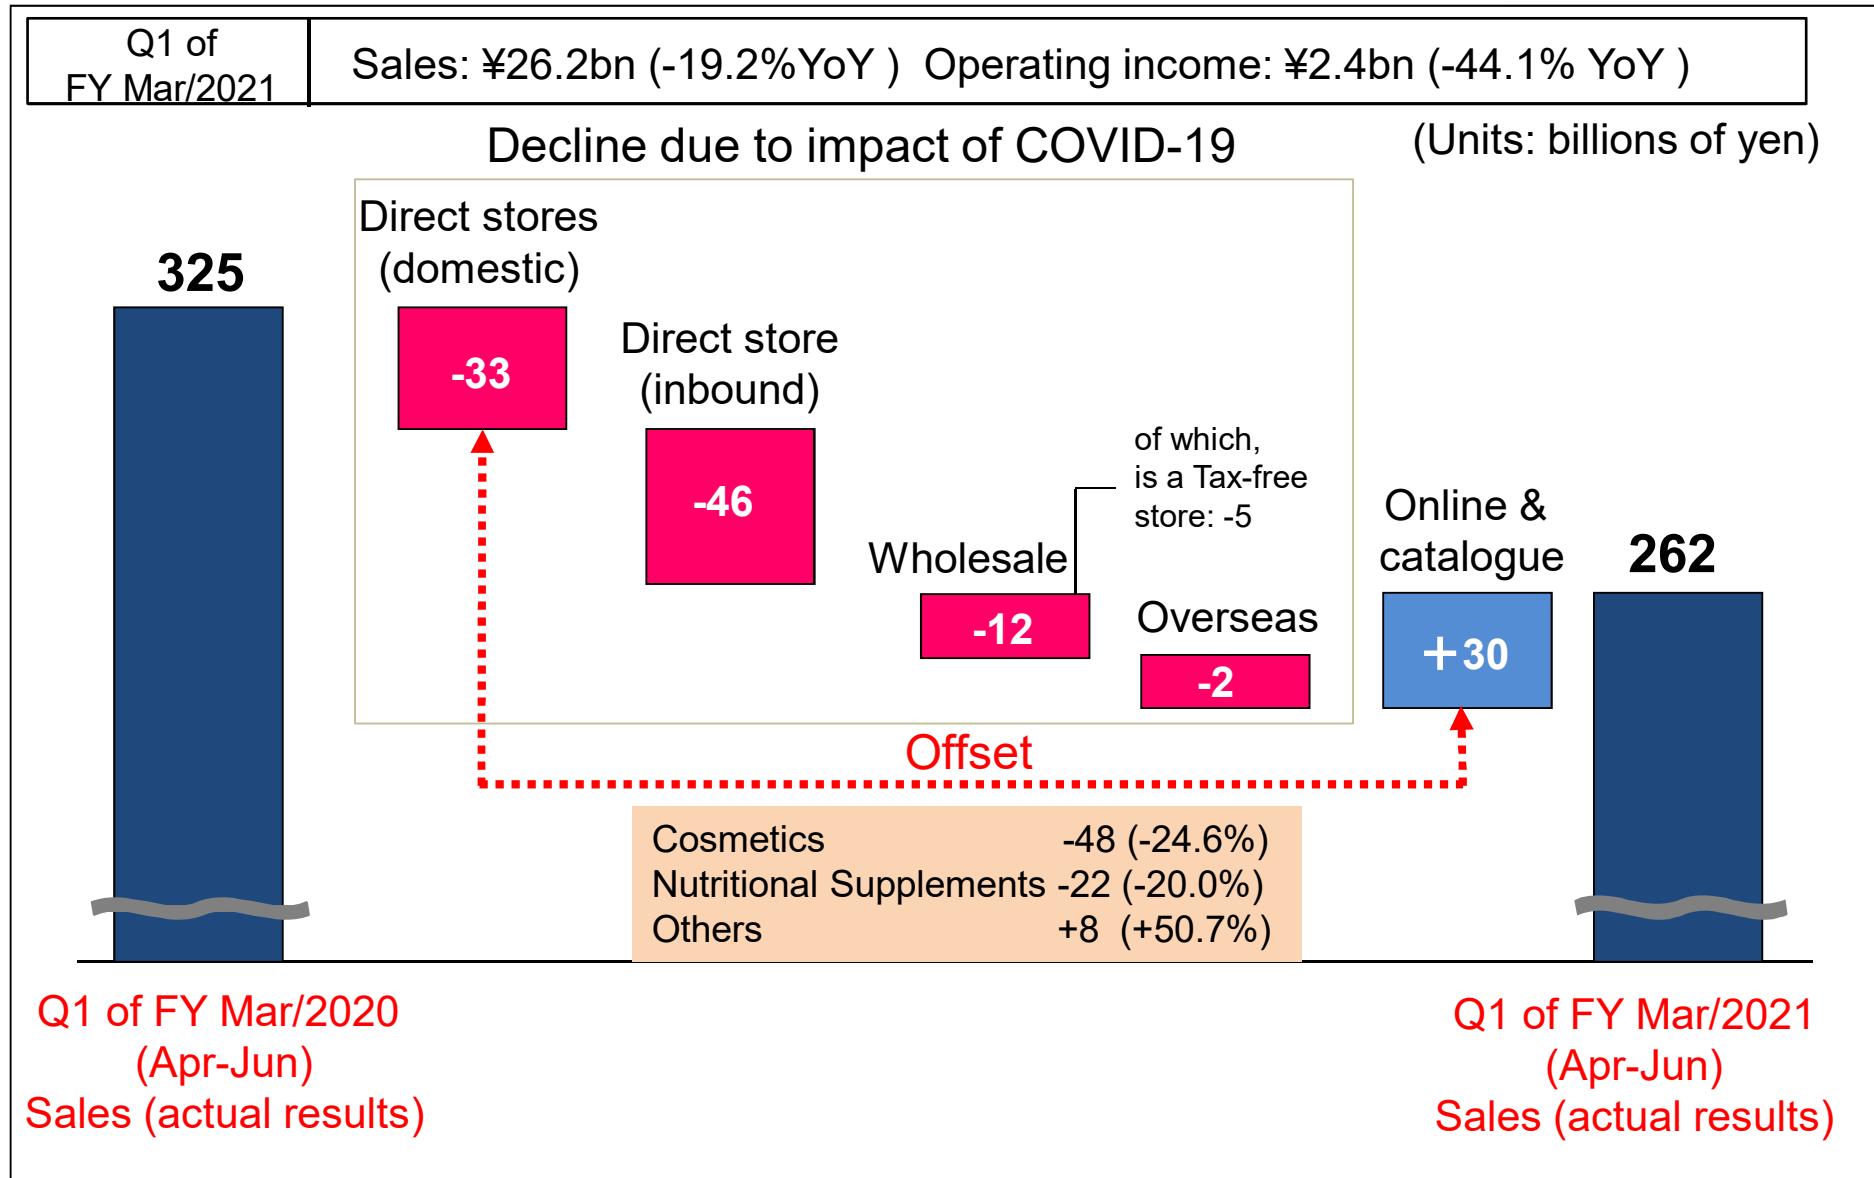 Q1 of
FY Mar/2021
Sales: ¥26.2bn (-19.2%YoY ) Operating income: ¥2.4bn (-44.1% YoY )
Decline due to impact of COVID-19
(Units: billions of yen)
325
Direct stores
(domestic)
-33
Direct store
(inbound)
-46
of which,
is a Tax-free
store: -5
Wholesale
-12
Overseas
-2
Online &
catalogue
+30
262
Offset
Cosmetics -48 (-24.6%)
Nutritional Supplements -22 (-20.0%)
Others +8 (+50.7%)
Q1 of FY Mar/2020
(Apr-Jun)
Sales (actual results)
Q1 of FY Mar/2021
(Apr-Jun)
Sales (actual results)